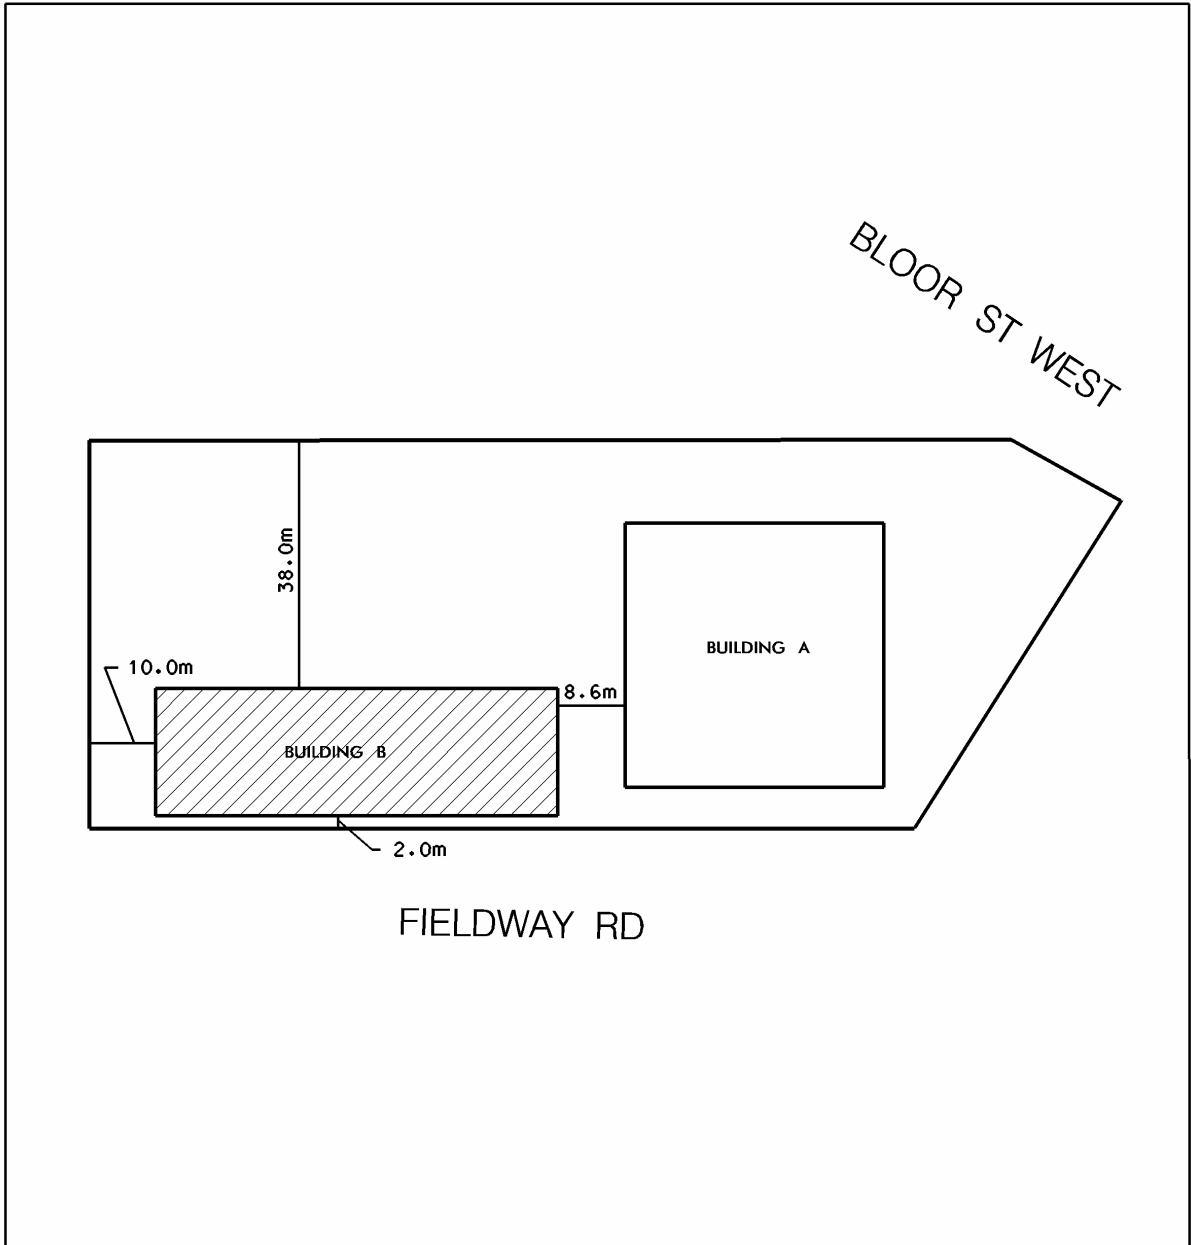 BLOOR ST WEST
38.0m
BUILDING A
10.0m
8.6m
BUILDING B
2.0m
FIELDWAY RD